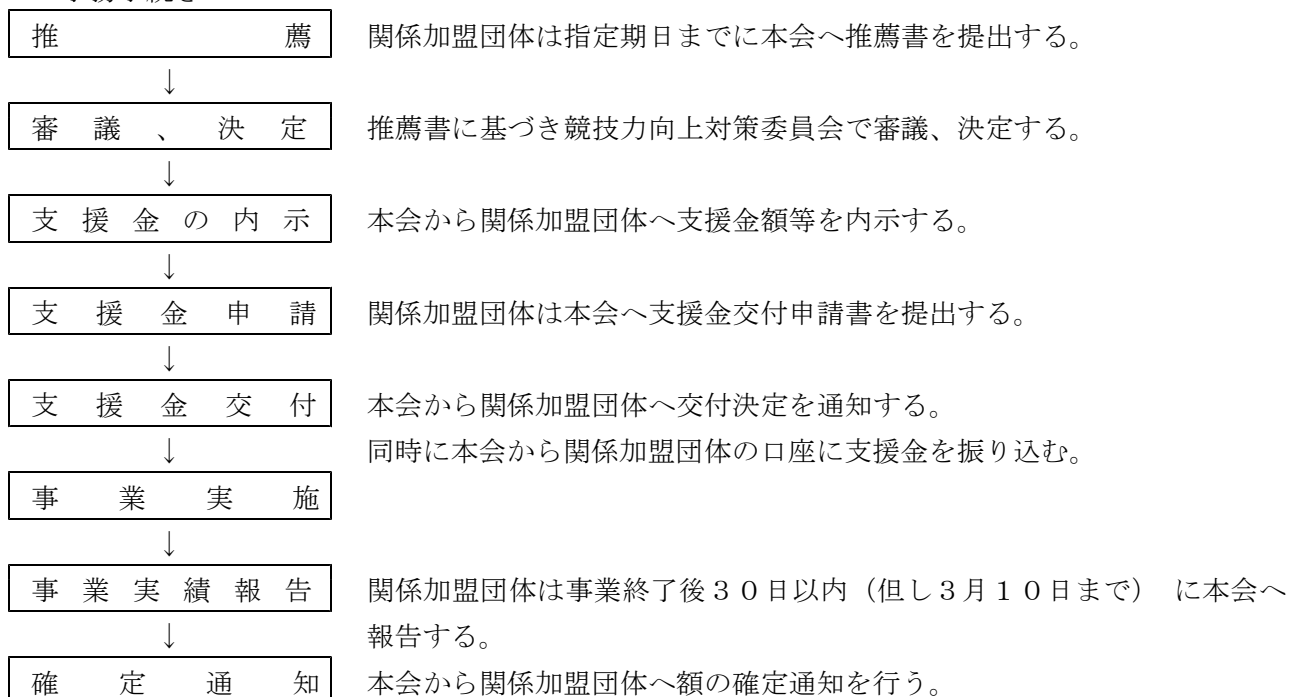 推薦 関係加盟団体は指定期日までに本会へ推薦書を提出する。
↓
審議、決定 推薦書に基づき競技力向上対策委員会で審議、決定する。
↓
支援金の内示 本会から関係加盟団体へ支援金額等を内示する。
↓
支援金申請 関係加盟団体は本会へ支援金交付申請書を提出する。
↓
支援金交付 本会から関係加盟団体へ交付決定を通知する。
↓ 同時に本会から関係加盟団体の口座に支援金を振り込む。
事業実施
↓
事業実績報告 関係加盟団体は事業終了後30日以内(但し3月10日まで) に本会へ
↓ 報告する。
確定通知 本会から関係加盟団体へ額の確定通知を行う。